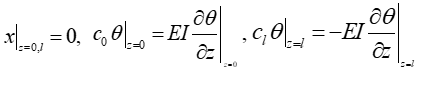 x|_{z=0,l} = 0, c_0 θ|_{z=0} = EI ∂θ/∂z|_{z=0}, c_l θ|_{z=l} = −EI ∂θ/∂z|_{z=l}